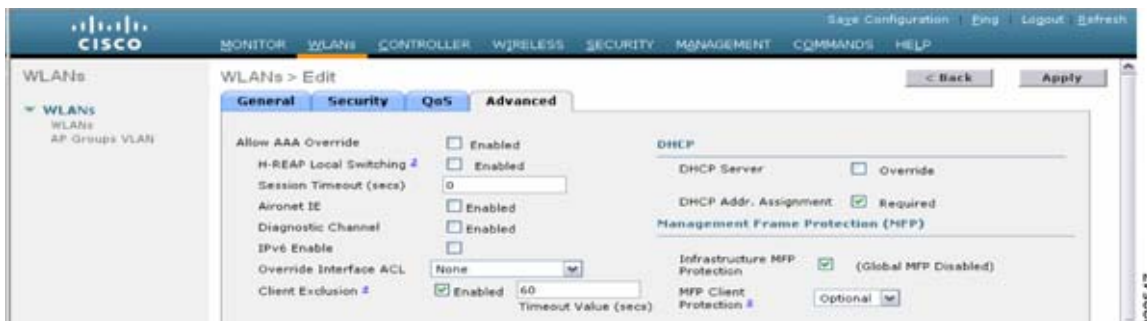 Save Configuration Ping Logout Refresh
CISCO
MONITOR WLANs CONTROLLER WIRELESS SECURITY MANAGEMENT COMMANDS HELP
WLANs
WLANs > Edit
< Back Apply
WLANs
WLANs
AP Groups VLAN
General Security QoS Advanced
Allow AAA Override Enabled
H-REAP Local Switching 2 Enabled
Session Timeout (secs) 0
Aironet IE Enabled
Diagnostic Channel Enabled
IPv6 Enable
Override Interface ACL None
Client Exclusion Enabled 60
Timeout Value (secs)
DHCP
DHCP Server Override
DHCP Addr. Assignment Required
Management Frame Protection (MFP)
Infrastructure MFP
Protection (Global MFP Disabled)
MFP Client
Protection Optional